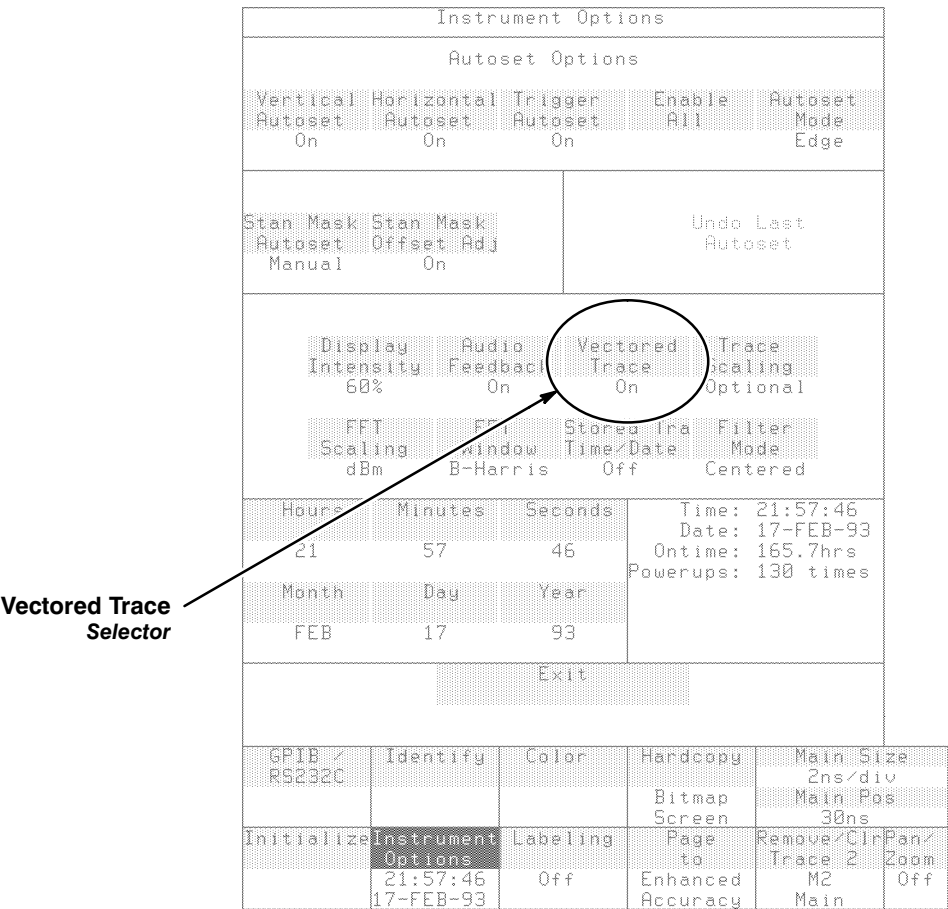 Instrument Options
Autoset Options
Vertical Horizontal Trigger Enable Autoset
Autoset Autoset Autoset All Mode
On On On Edge
Stan Mask Stan Mask Undo Last
Autoset Offset Adj Autoset
Manual On
Display Audio Vectored Trace
Intensity Feedback Trace Scaling
60% On On Optional
FFT FFT Stored Tra Filter
Scaling Window Time/Date Mode
dBm B-Harris Off Centered
Hours Minutes Seconds Time: 21:57:46
Date: 17-FEB-93
21 57 46 Ontime: 165.7hrs
Powerups: 130 times
Month Day Year
Vectored Trace
Selector
FEB 17 93
Exit
GPIB / Identify Color Hardcopy Main Size
RS232C 2ns/div
Bitmap Main Pos
Screen 30ns
Initialize Instrument Labeling Page Remove/Clr Pan/
Options to Trace 2 Zoom
21:57:46 Off Enhanced M2 Off
17-FEB-93 Accuracy Main